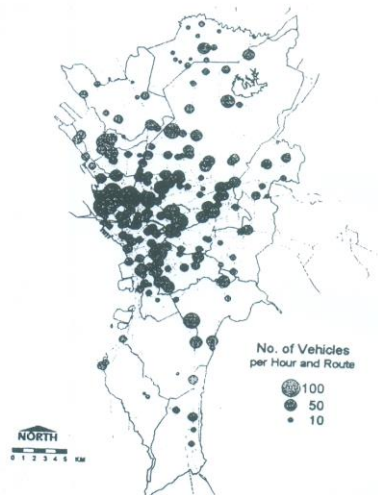 No. of Vehicles
per Hour and Route
100
50
10
NORTH
0 1 2 3 4 5 KM